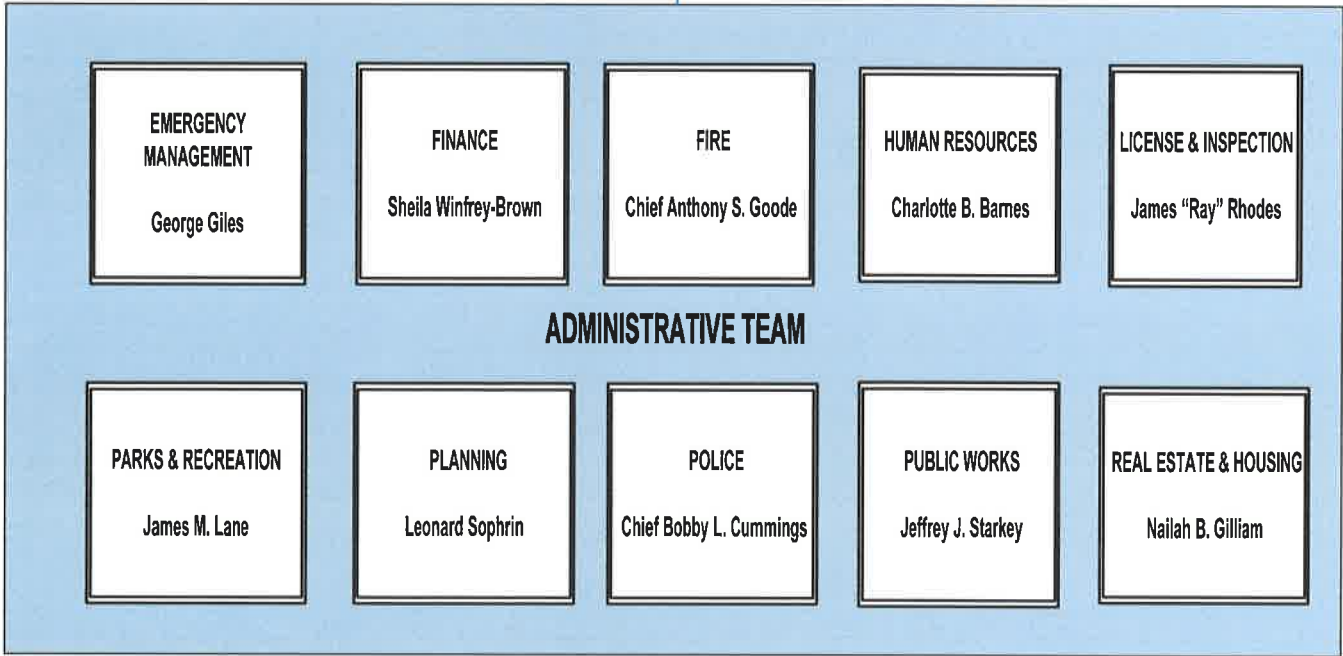 EMERGENCY
MANAGEMENT
George Giles
FINANCE
Sheila Winfrey-Brown
FIRE
Chief Anthony S. Goode
HUMAN RESOURCES
Charlotte B. Barnes
LICENSE & INSPECTION
James “Ray” Rhodes
ADMINISTRATIVE TEAM
PARKS & RECREATION
James M. Lane
PLANNING
Leonard Sophrin
POLICE
Chief Bobby L. Cummings
PUBLIC WORKS
Jeffrey J. Starkey
REAL ESTATE & HOUSING
Nailah B. Gilliam